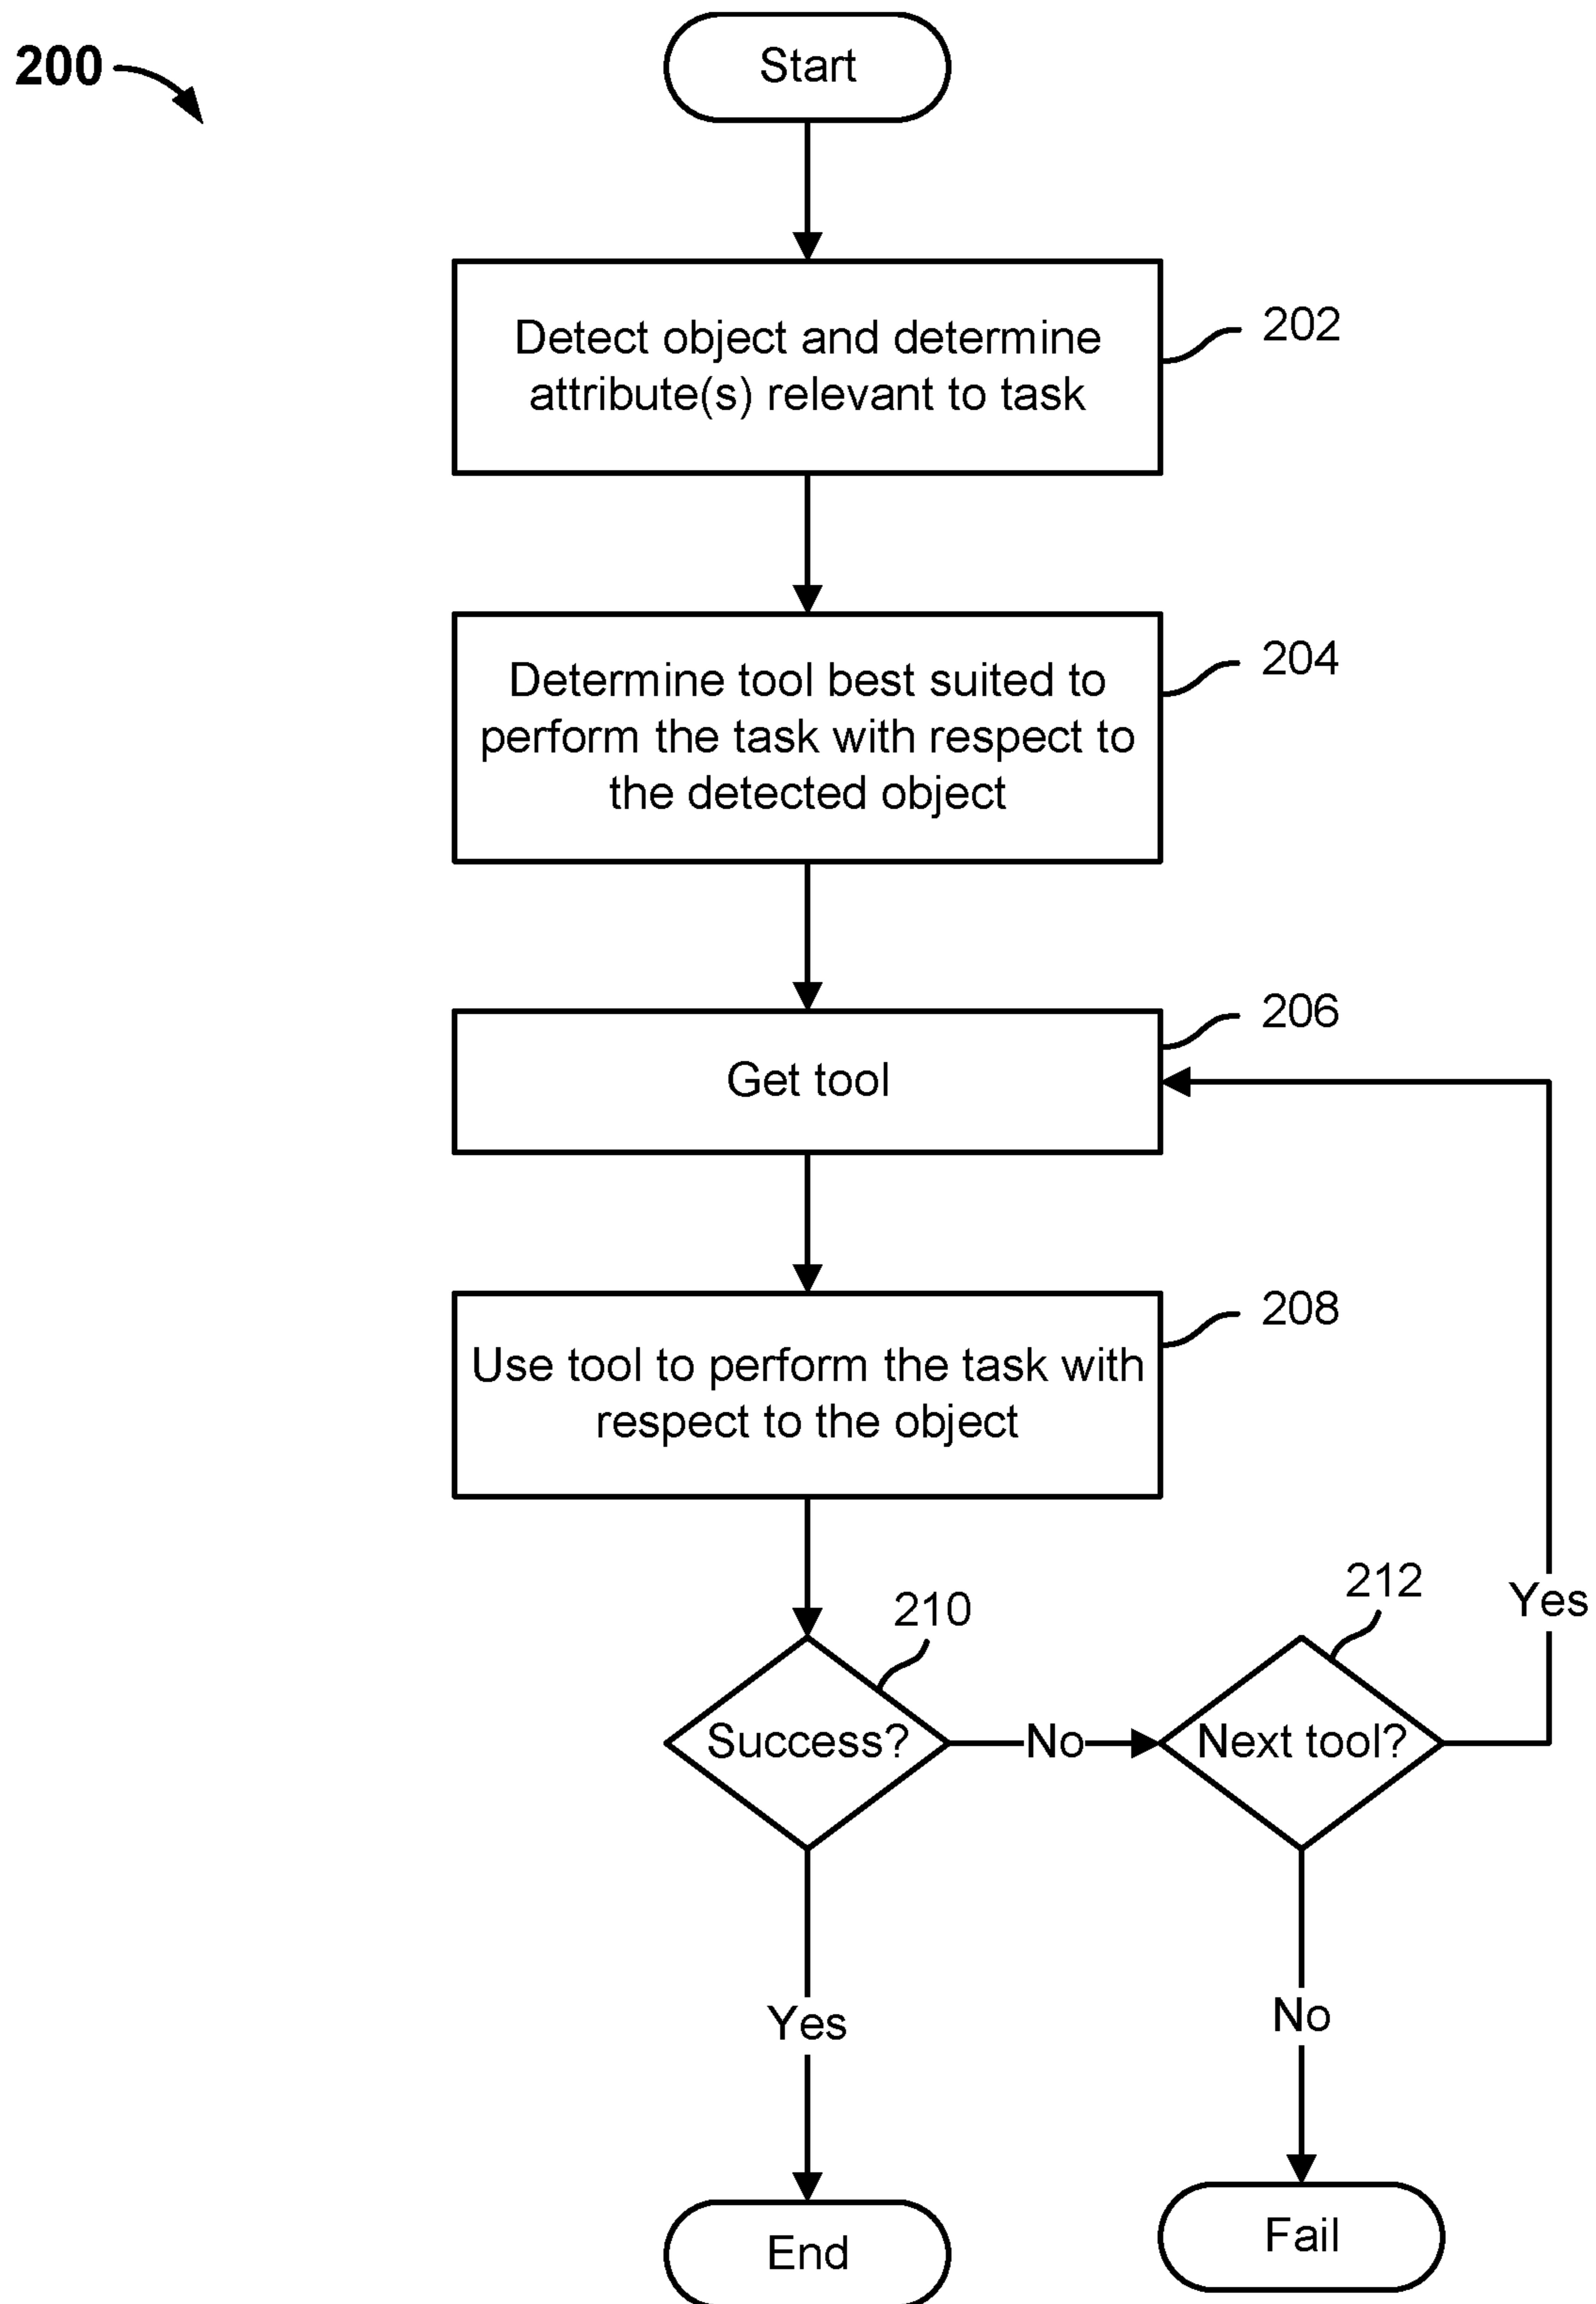 200
Start
Detect object and determine
attribute(s) relevant to task
202
Determine tool best suited to
perform the task with respect to
the detected object
204
Get tool
206
Use tool to perform the task with
respect to the object
208
Success?
210
No
Next tool?
212
Yes
Yes
No
End
Fail